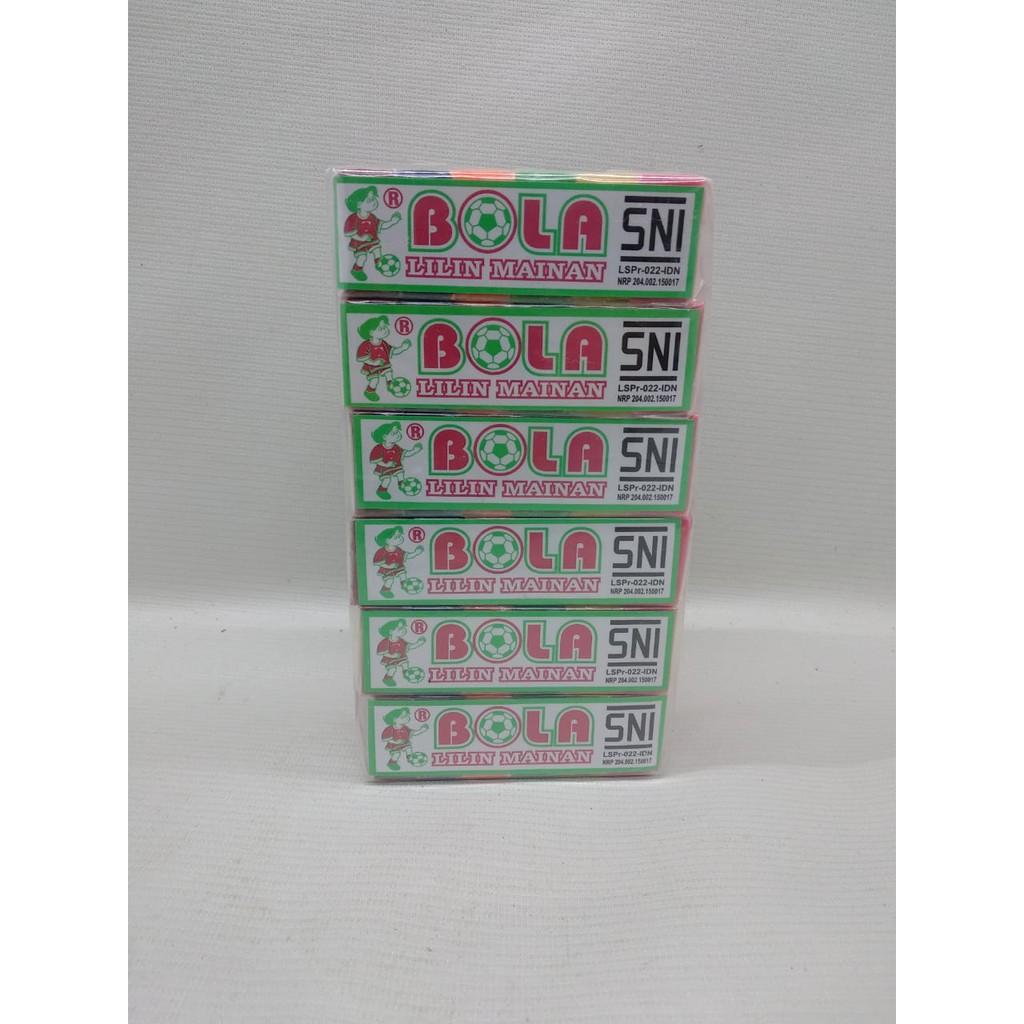 ® BOLA SNI
LILIN MAINAN LSPr-022-IDN
NRP 204.002.150017
® BOLA SNI
LILIN MAINAN LSPr-022-IDN
NRP 204.002.150017
® BOLA SNI
LILIN MAINAN LSPr-022-IDN
NRP 204.002.150017
® BOLA SNI
LILIN MAINAN LSPr-022-IDN
NRP 204.002.150017
® BOLA SNI
LILIN MAINAN LSPr-022-IDN
NRP 204.002.150017
® BOLA SNI
LILIN MAINAN LSPr-022-IDN
NRP 204.002.150017